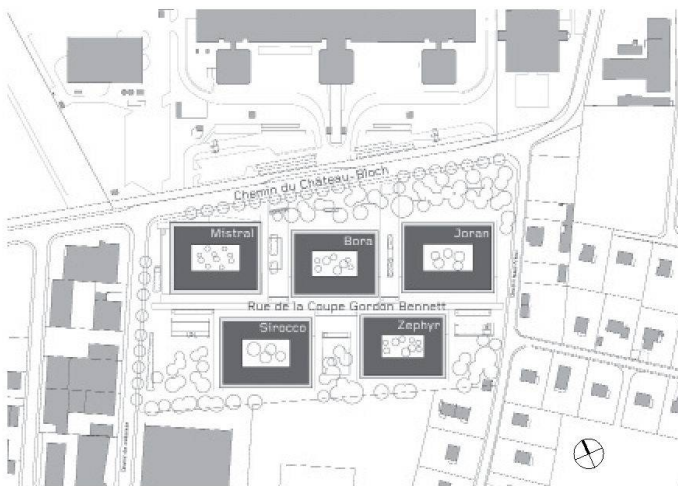 Chemin du Château-Bloch
Mistral
Bora
Joran
Rue de la Coupe Gordon Bennett
Sirocco
Zephyr